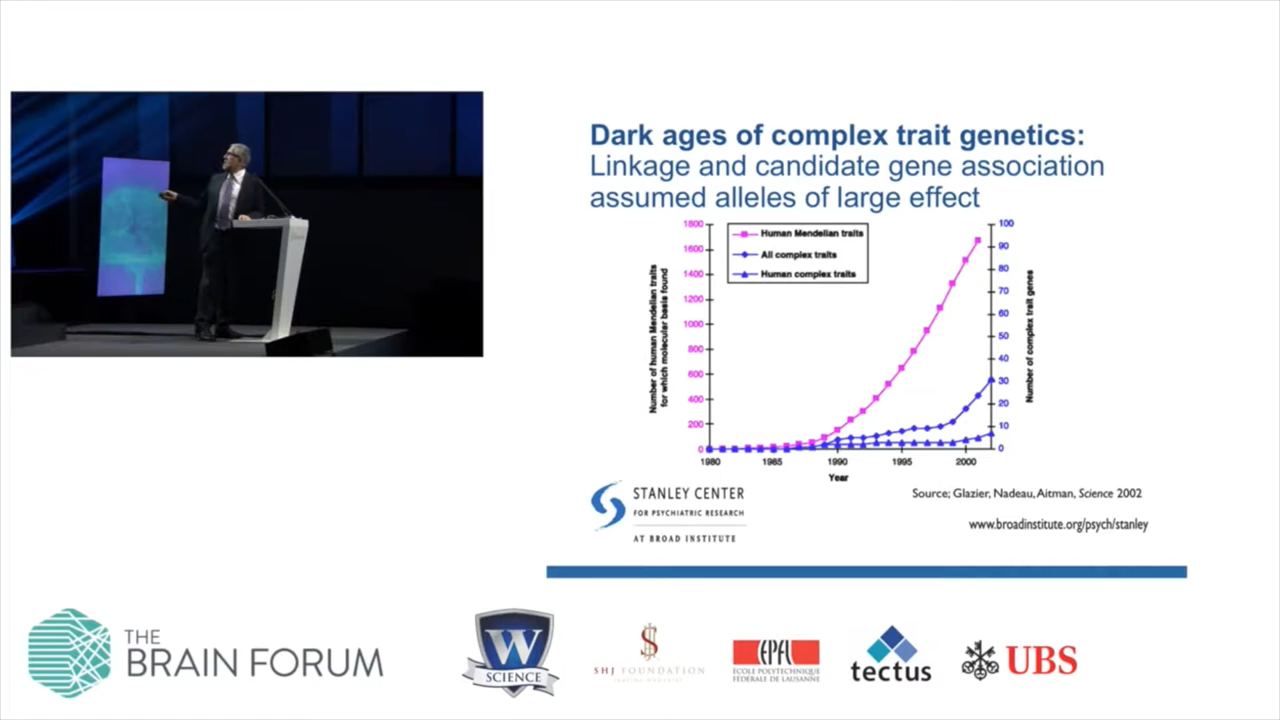 Dark ages of complex trait genetics:
Linkage and candidate gene association
assumed alleles of large effect
1800
1600
1400
1200
1000
800
600
400
200
0
Number of human Mendelian traits
for which molecular basis found
Human Mendelian traits
All complex traits
Human complex traits
100
90
80
70
60
50
40
30
20
10
0
Number of complex trait genes
1980 1985 1990 1995 2000
Year
STANLEY CENTER
FOR PSYCHIATRIC RESEARCH
AT BROAD INSTITUTE
Source; Glazier, Nadeau, Aitman, Science 2002
www.broadinstitute.org/psych/stanley
THE
BRAIN FORUM
W
SCIENCE
SHJ FOUNDATION
EPFL
ECOLE POLYTECHNIQUE
FÉDÉRALE DE LAUSANNE
tectus
UBS